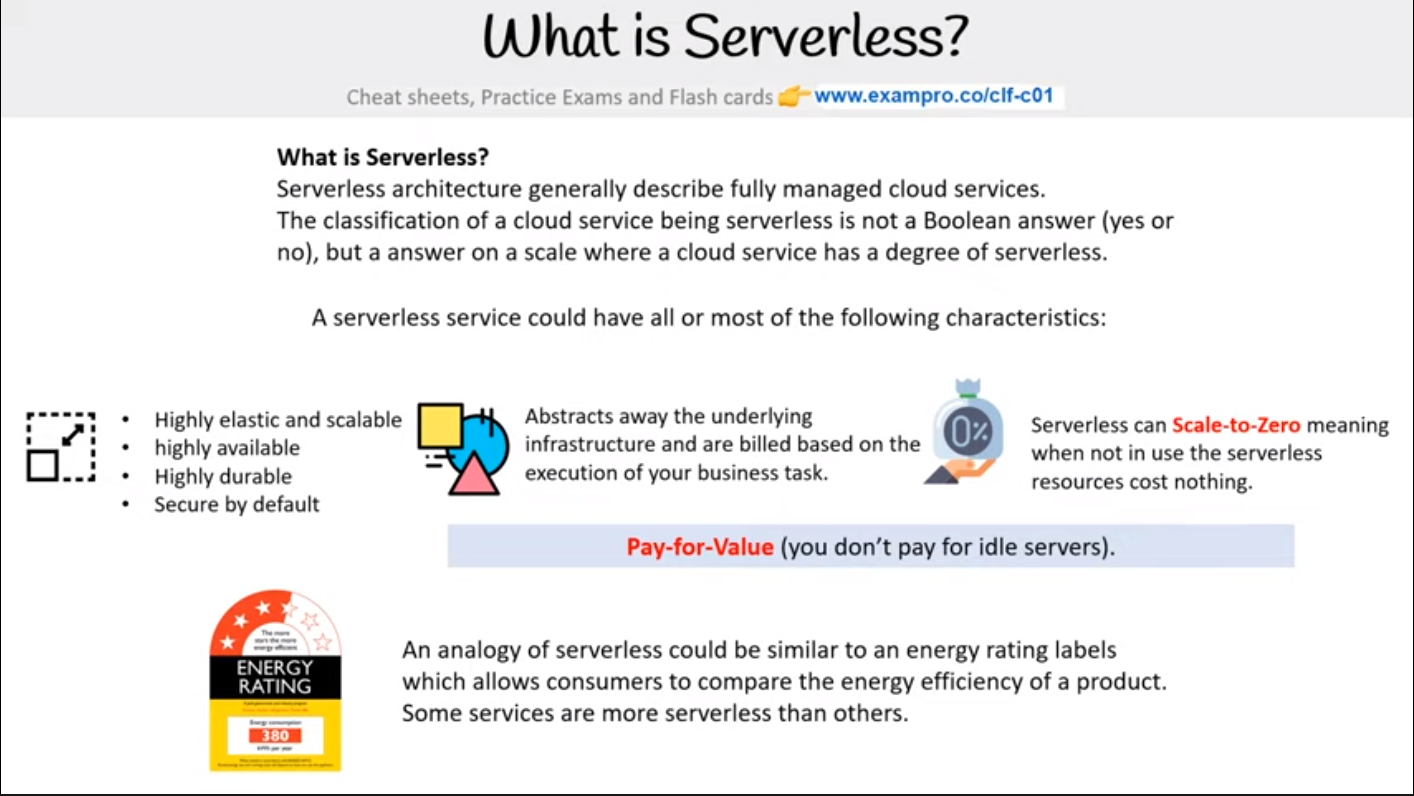 What is Serverless?
Cheat sheets, Practice Exams and Flash cards 👉 www.exampro.co/clf-c01
What is Serverless?
Serverless architecture generally describe fully managed cloud services.
The classification of a cloud service being serverless is not a Boolean answer (yes or
no), but a answer on a scale where a cloud service has a degree of serverless.
A serverless service could have all or most of the following characteristics:
• Highly elastic and scalable
• highly available
• Highly durable
• Secure by default
Abstracts away the underlying
infrastructure and are billed based on the
execution of your business task.
0%
Serverless can Scale-to-Zero meaning
when not in use the serverless
resources cost nothing.
Pay-for-Value (you don't pay for idle servers).
The more
stars the more
energy efficient
ENERGY
RATING
Energy consumption
380
kWh per year
An analogy of serverless could be similar to an energy rating labels
which allows consumers to compare the energy efficiency of a product.
Some services are more serverless than others.